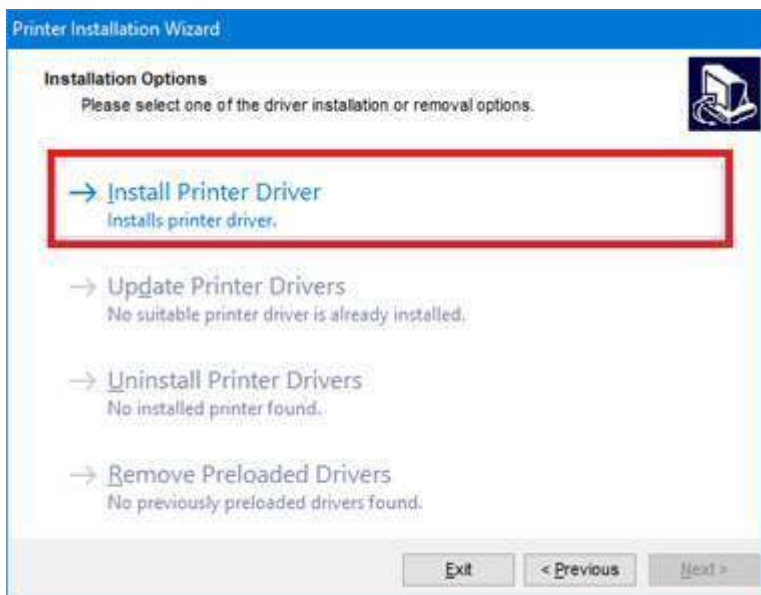 Printer Installation Wizard
Installation Options
Please select one of the driver installation or removal options.
→ Install Printer Driver
Installs printer driver.
→ Update Printer Drivers
No suitable printer driver is already installed.
→ Uninstall Printer Drivers
No installed printer found.
→ Remove Preloaded Drivers
No previously preloaded drivers found.
Exit
< Previous
Next >